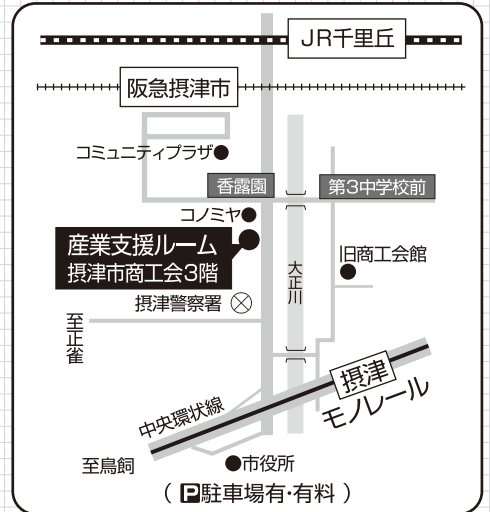 JR千里丘
阪急摂津市
コミュニティプラザ
香露園
第3中学校前
コノミヤ
産業支援ルーム
摂津市商工会3階
旧商工会館
大正川
摂津警察署
至正雀
摂津
モノレール
中央環状線
至鳥飼
市役所
（ P駐車場有･有料 ）